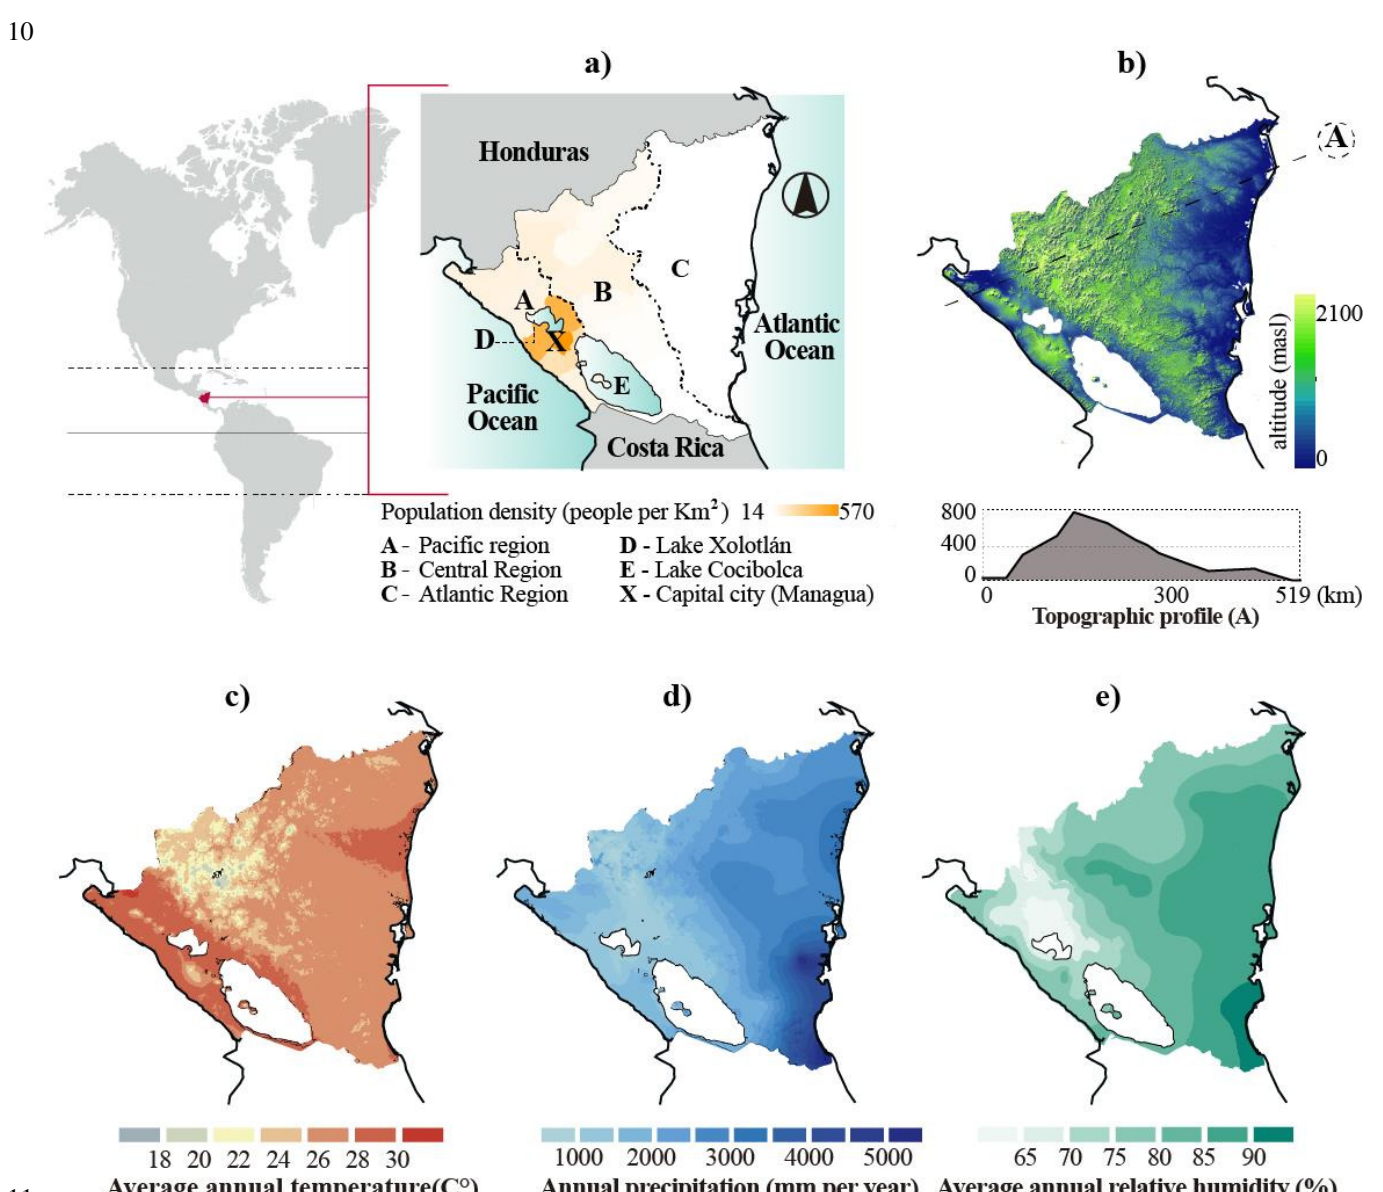 10
a)
b)
Honduras
A
C
B
A
D
X
E
Atlantic
Ocean
Pacific
Ocean
Costa Rica
2100
altitude (masl)
0
Population density (people per Km²) 14 570
A - Pacific region
B - Central Region
C - Atlantic Region
D - Lake Xolotlán
E - Lake Cocibolca
X - Capital city (Managua)
800
400
0
0 300 519 (km)
Topographic profile (A)
c)
d)
e)
18 20 22 24 26 28 30
Average annual temperature(C°)
1000 2000 3000 4000 5000
Annual precipitation (mm per year)
65 70 75 80 85 90
Average annual relative humidity (%)